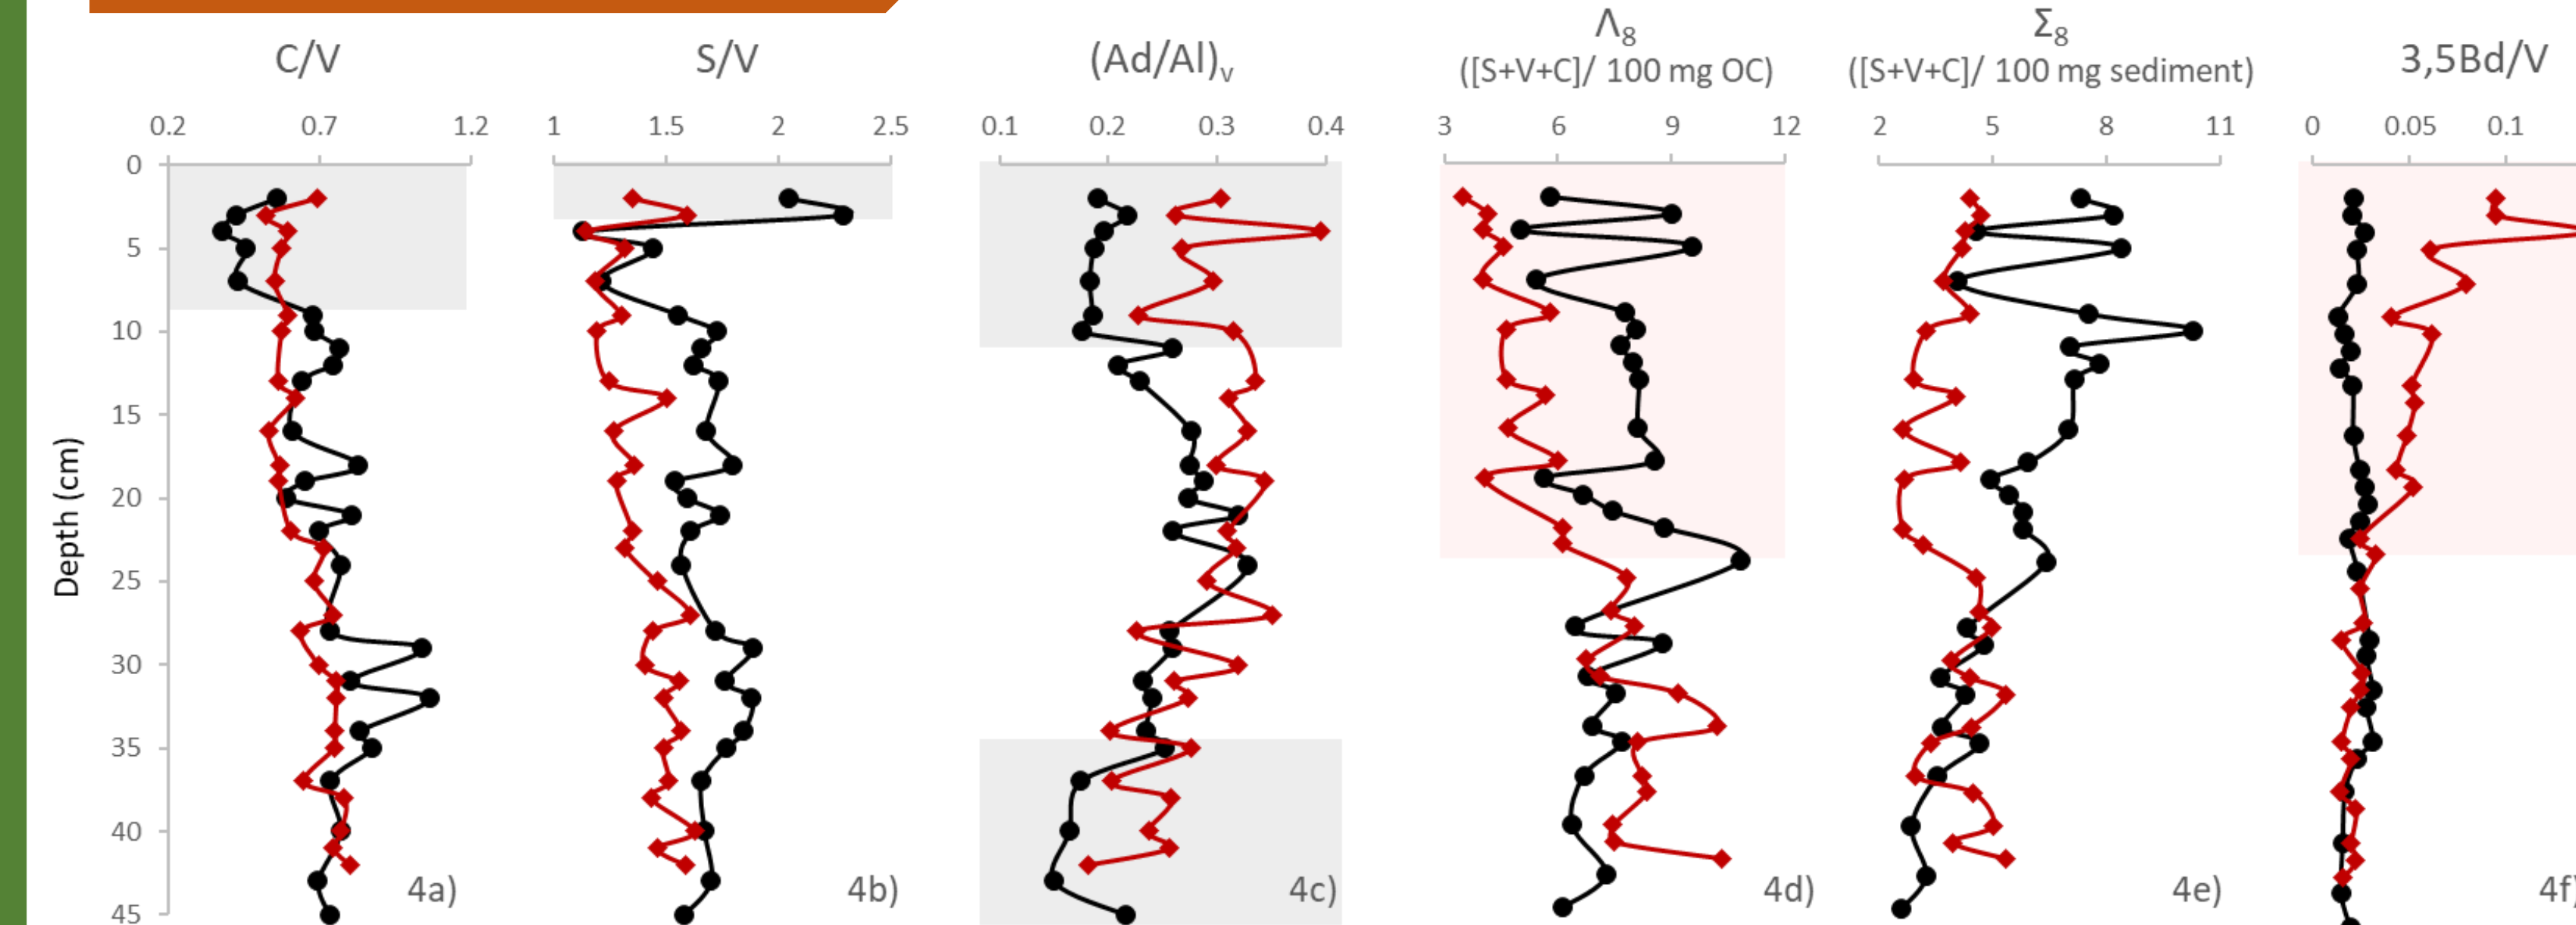 C/V
S/V
(Ad/Al)v
Λ8
([S+V+C]/ 100 mg OC)
Σ8
([S+V+C]/ 100 mg sediment)
3,5Bd/V
0.2 0.7 1.2
1 1.5 2 2.5
0.1 0.2 0.3 0.4
3 6 9 12
2 5 8 11
0 0.05 0.1
Depth (cm)
0
5
10
15
20
25
30
35
40
45
4a)
4b)
4c)
4d)
4e)
4f)